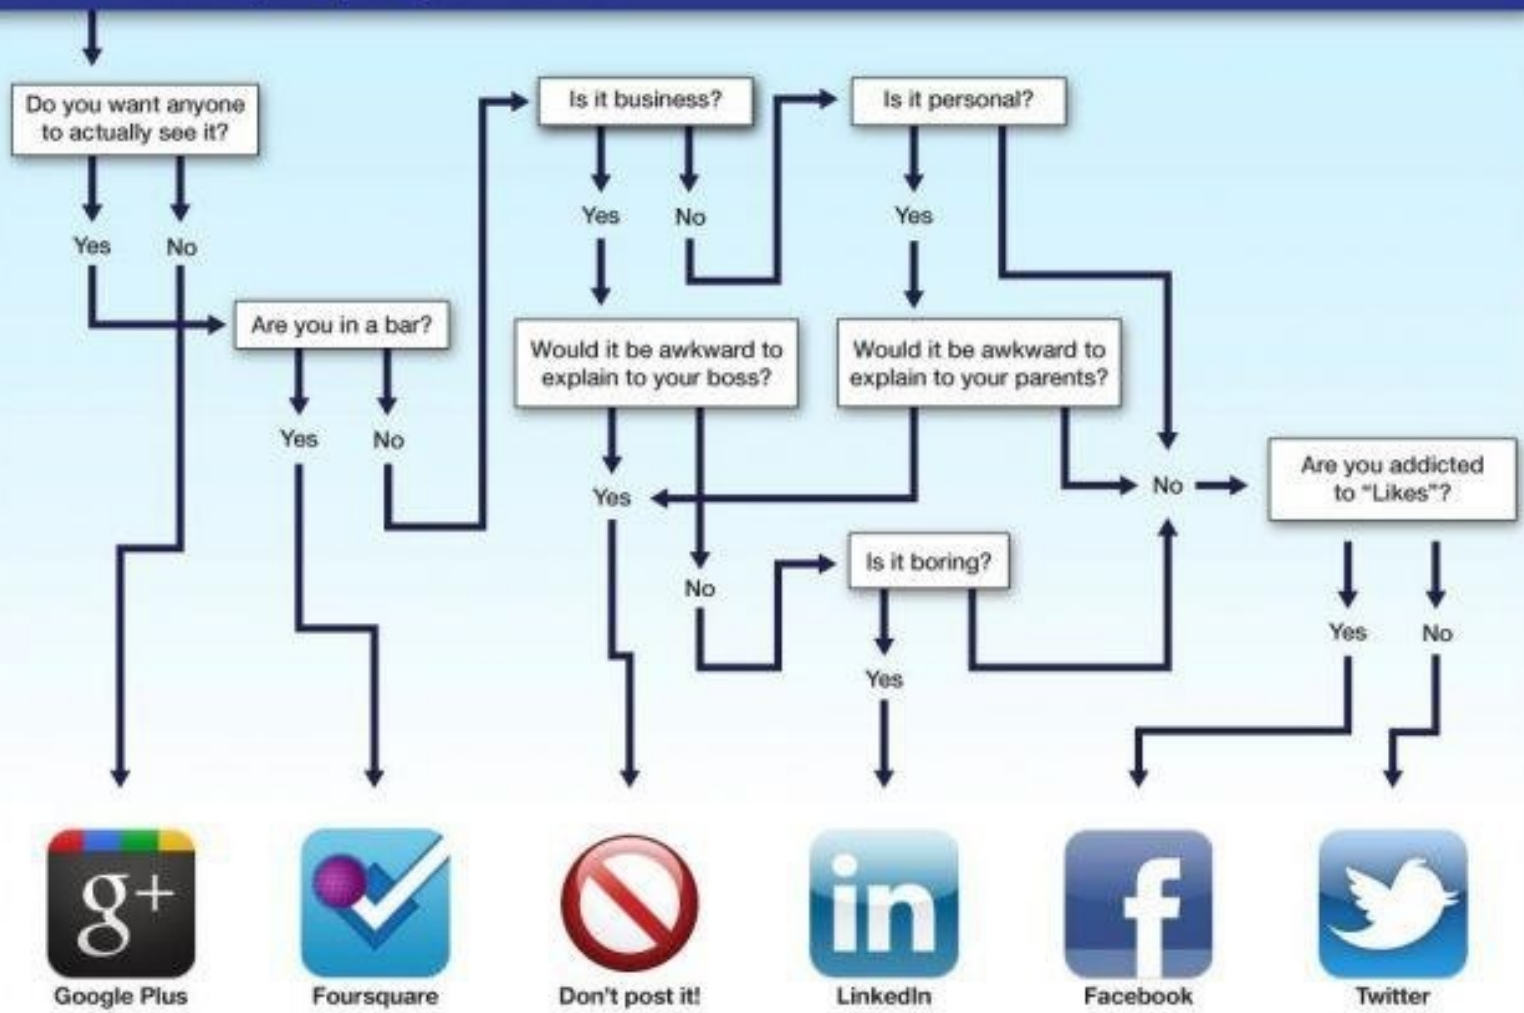 Do you want anyone
to actually see it?
Yes
No
Are you in a bar?
Yes
No
Is it business?
Yes
No
Is it personal?
Yes
Would it be awkward to
explain to your boss?
Would it be awkward to
explain to your parents?
Yes
No
No
Is it boring?
Yes
Are you addicted
to "Likes"?
Yes
No
g+
in
f
Google Plus
Foursquare
Don't post it!
LinkedIn
Facebook
Twitter